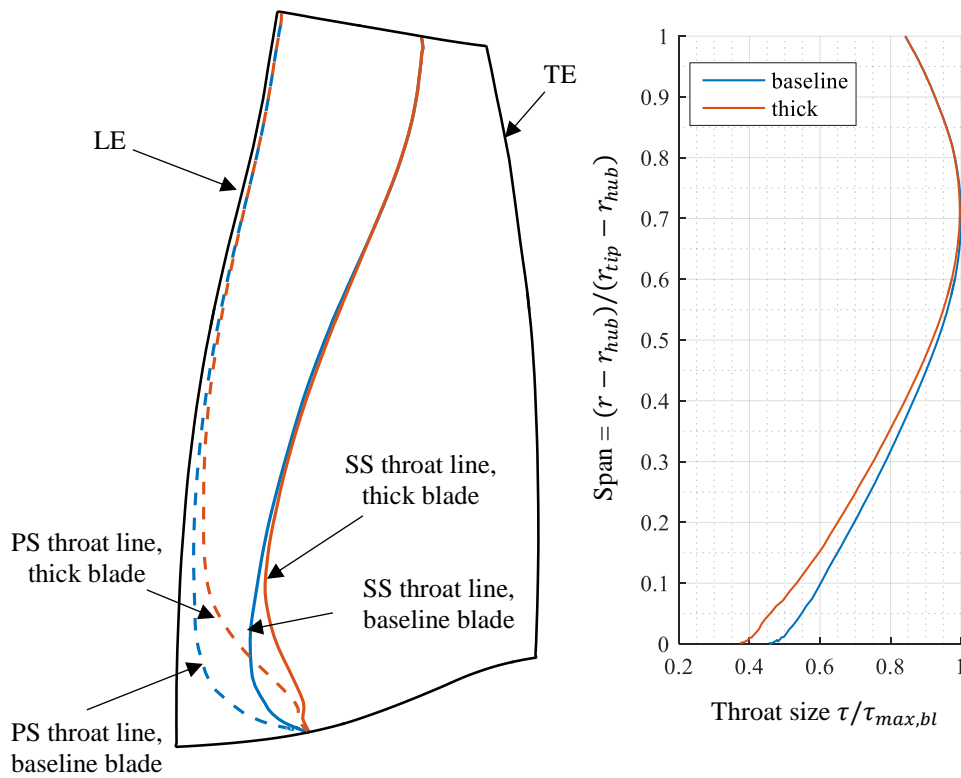 LE
TE
SS throat line,
thick blade
PS throat line,
thick blade
SS throat line,
baseline blade
PS throat line,
baseline blade
Span = (r − r_hub)/(r_tip − r_hub)
1
0.9
0.8
0.7
0.6
0.5
0.4
0.3
0.2
0.1
0
baseline
thick
0.2 0.4 0.6 0.8 1
Throat size τ/τ_max,bl